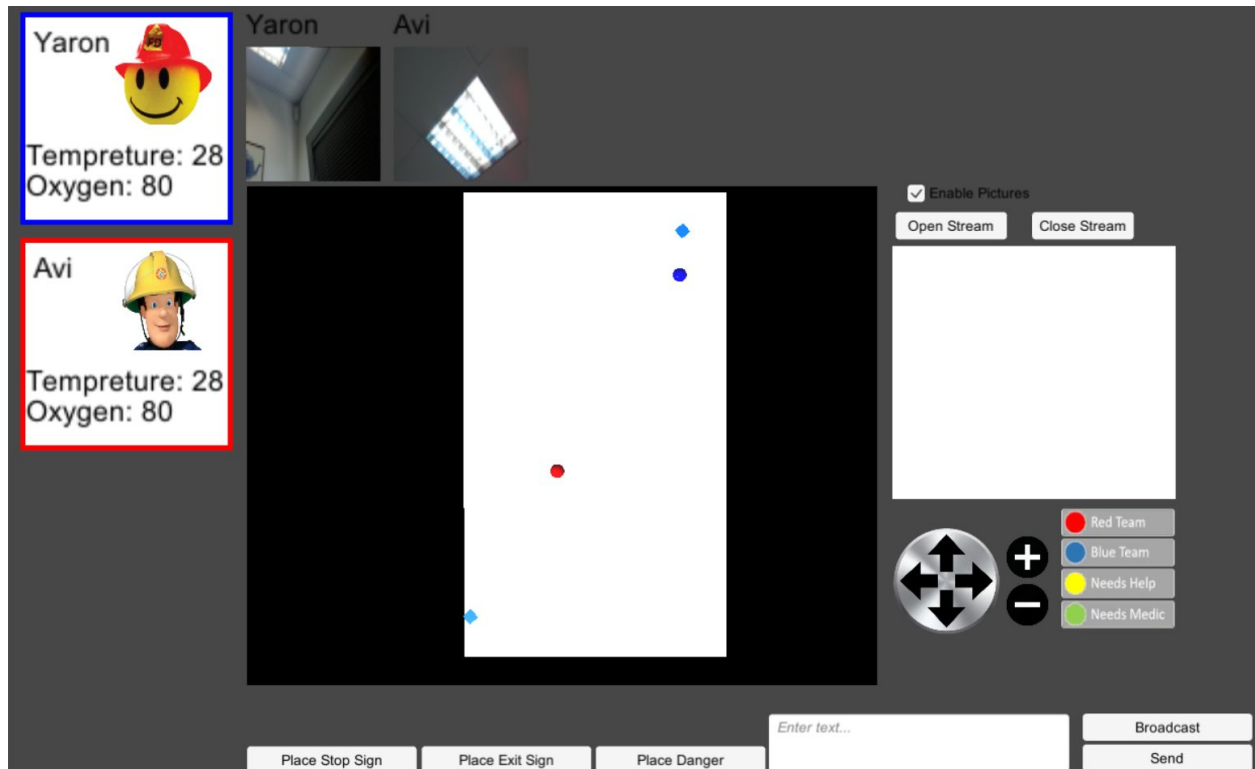 Yaron
FD
Tempreture: 28
Oxygen: 80
Avi
Tempreture: 28
Oxygen: 80
Yaron
Avi
Enable Pictures
Open Stream
Close Stream
Red Team
Blue Team
Needs Help
Needs Medic
Place Stop Sign
Place Exit Sign
Place Danger
Enter text...
Broadcast
Send